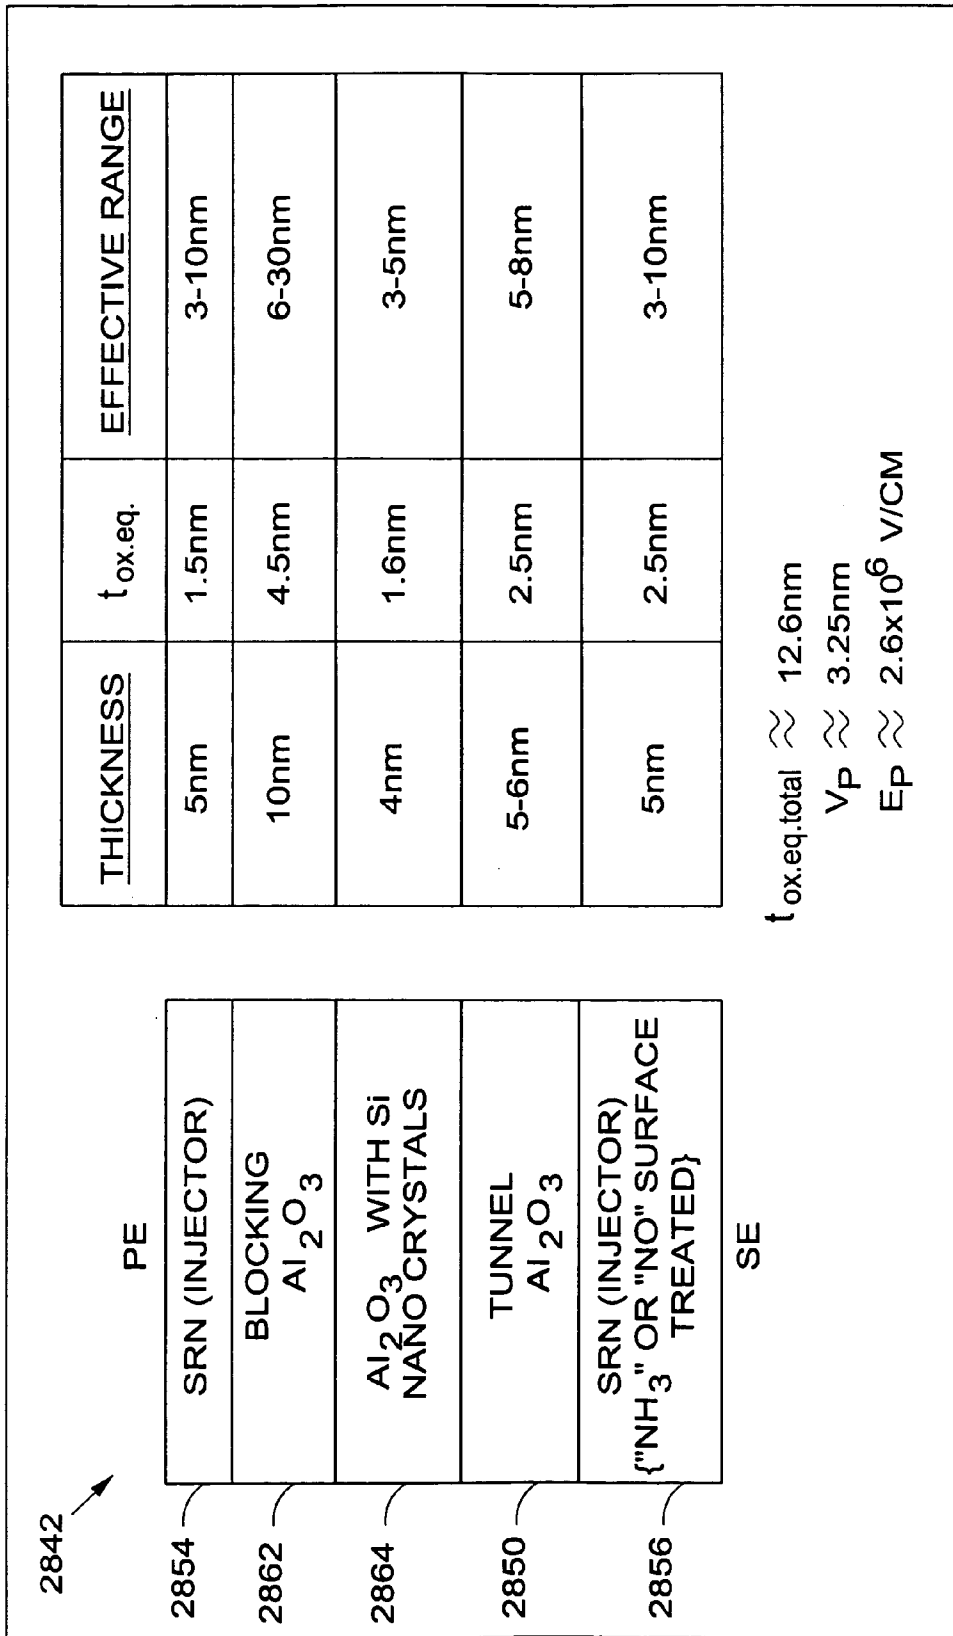 2842
PE
2854
SRN (INJECTOR)
2862
BLOCKING
Al2O3
2864
Al2O3 WITH Si
NANO CRYSTALS
2850
TUNNEL
Al2O3
2856
SRN (INJECTOR)
{"NH3" OR "NO" SURFACE
TREATED}
SE
THICKNESS tox.eq. EFFECTIVE RANGE
5nm 1.5nm 3-10nm
10nm 4.5nm 6-30nm
4nm 1.6nm 3-5nm
5-6nm 2.5nm 5-8nm
5nm 2.5nm 3-10nm
tox.eq.total ≈ 12.6nm
VP ≈ 3.25nm
EP ≈ 2.6x10⁶ V/CM